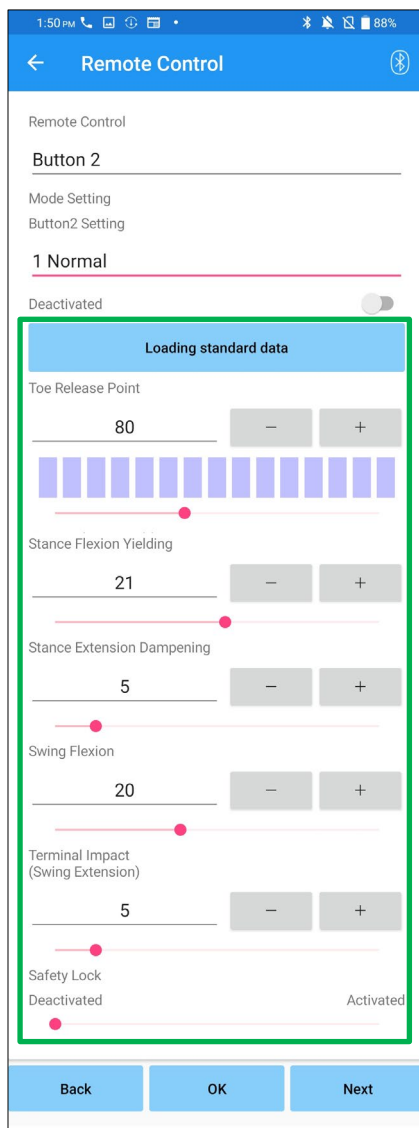 1:50 PM 88%
Remote Control
Remote Control
Button 2
Mode Setting
Button2 Setting
1 Normal
Deactivated
Loading standard data
Toe Release Point
80 − +
Stance Flexion Yielding
21 − +
Stance Extension Dampening
5 − +
Swing Flexion
20 − +
Terminal Impact
(Swing Extension)
5 − +
Safety Lock
Deactivated Activated
Back OK Next